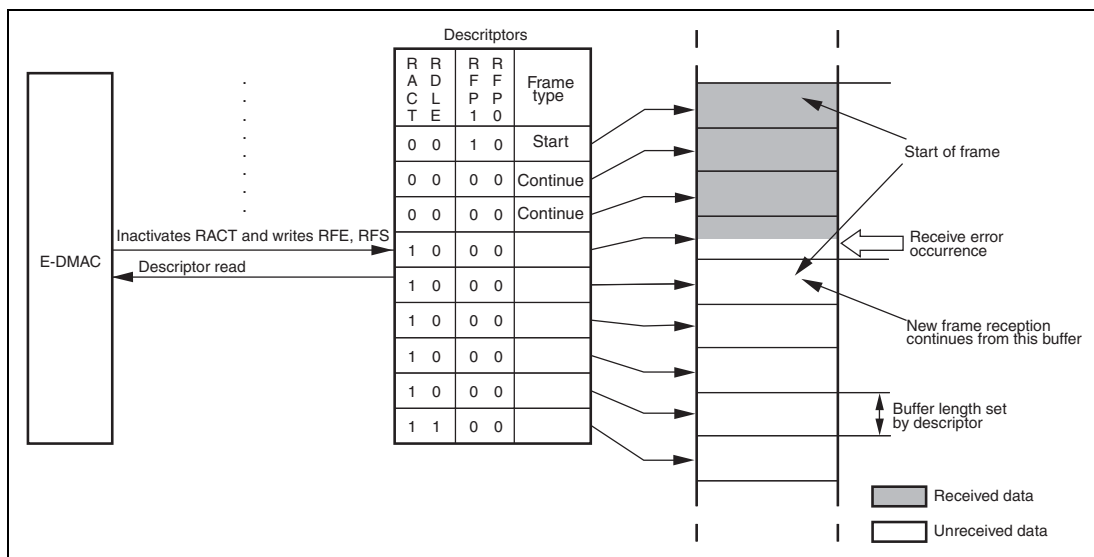 Descritptors
R R R R
A D F F Frame
C L P P type
T E 1 0
0 0 1 0 Start
0 0 0 0 Continue
0 0 0 0 Continue
1 0 0 0
1 0 0 0
1 0 0 0
1 0 0 0
1 0 0 0
1 1 0 0
E-DMAC
Inactivates RACT and writes RFE, RFS
Descriptor read
Start of frame
Receive error
occurrence
New frame reception
continues from this buffer
Buffer length set
by descriptor
Received data
Unreceived data